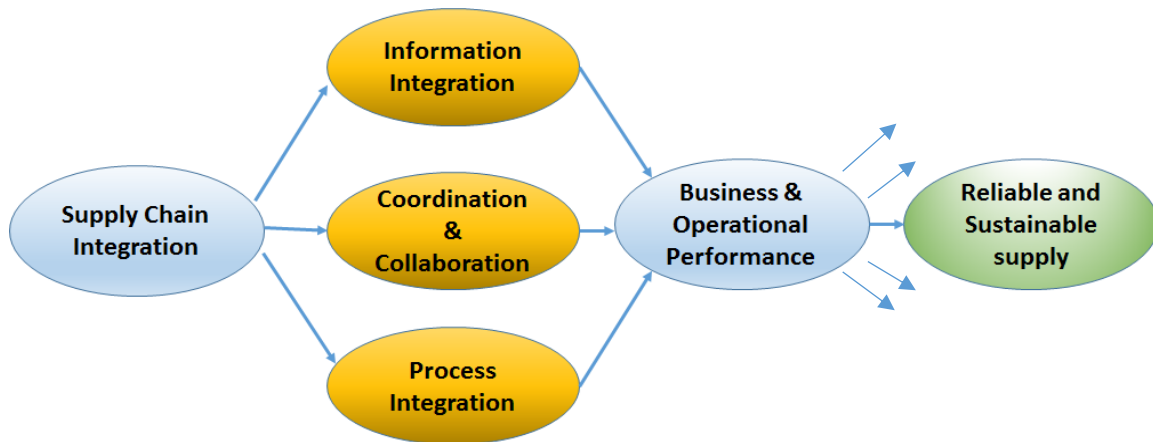 Information
Integration
Supply Chain
Integration
Coordination
&
Collaboration
Business &
Operational
Performance
Reliable and
Sustainable
supply
Process
Integration